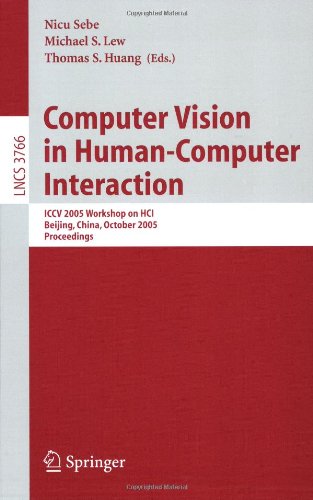 Nicu Sebe
Michael S. Lew
Thomas S. Huang (Eds.)
LNCS 3766
Computer Vision
in Human-Computer
Interaction
ICCV 2005 Workshop on HCI
Beijing, China, October 2005
Proceedings
Springer